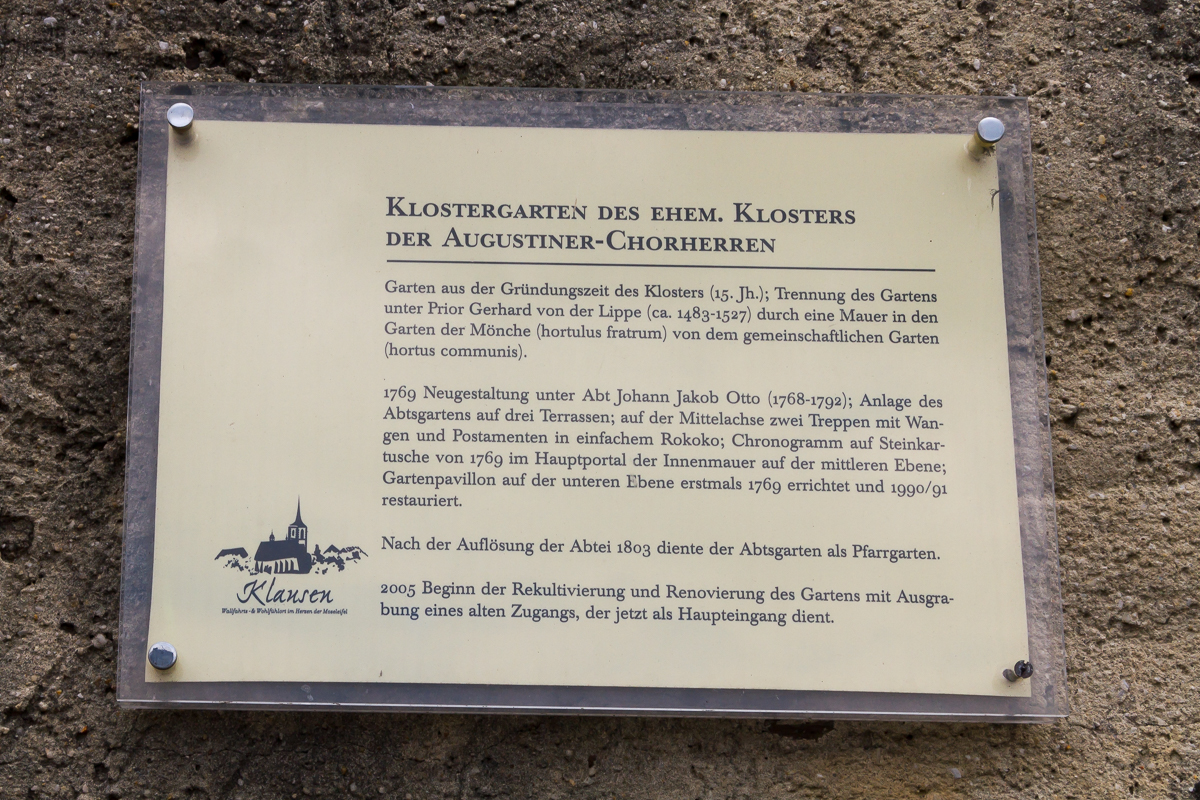 Klostergarten des ehem. Klosters
der Augustiner-Chorherren
Garten aus der Gründungszeit des Klosters (15. Jh.); Trennung des Gartens
unter Prior Gerhard von der Lippe (ca. 1483-1527) durch eine Mauer in den
Garten der Mönche (hortulus fratrum) von dem gemeinschaftlichen Garten
(hortus communis).
1769 Neugestaltung unter Abt Johann Jakob Otto (1768-1792); Anlage des
Abtsgartens auf drei Terrassen; auf der Mittelachse zwei Treppen mit Wan-
gen und Postamenten in einfachem Rokoko; Chronogramm auf Steinkar-
tusche von 1769 im Hauptportal der Innenmauer auf der mittleren Ebene;
Gartenpavillon auf der unteren Ebene erstmals 1769 errichtet und 1990/91
restauriert.
Nach der Auflösung der Abtei 1803 diente der Abtsgarten als Pfarrgarten.
2005 Beginn der Rekultivierung und Renovierung des Gartens mit Ausgra-
bung eines alten Zugangs, der jetzt als Haupteingang dient.
Klausen
Wallfahrts- & Wohlfühlort im Herzen der Moseleifel